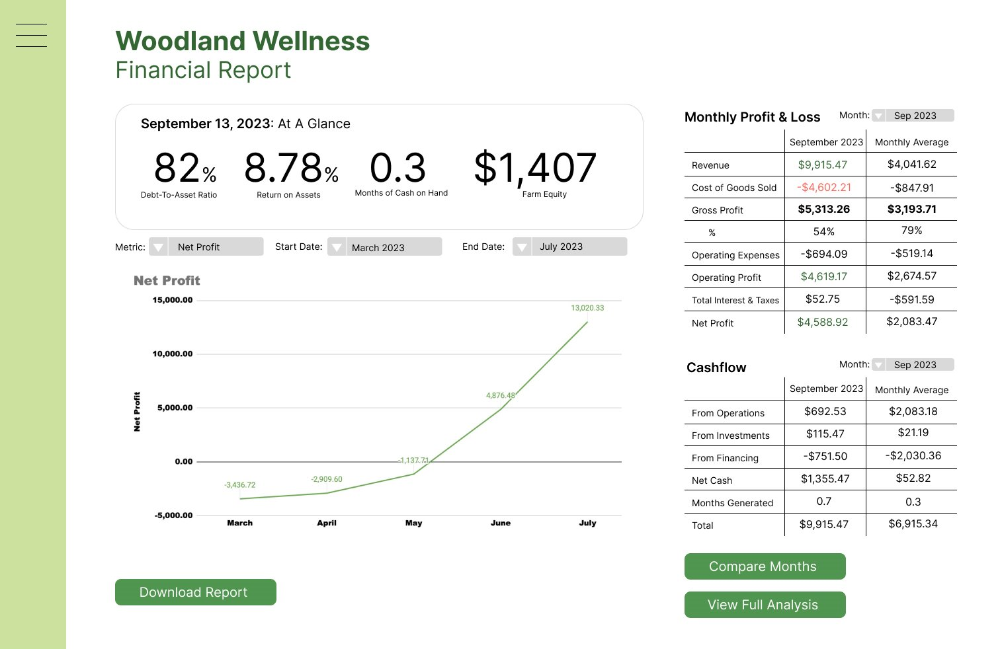 Woodland Wellness
Financial Report
September 13, 2023: At A Glance
82% 8.78% 0.3 $1,407
Debt-To-Asset Ratio Return on Assets Months of Cash on Hand Farm Equity
Metric: Net Profit Start Date: March 2023 End Date: July 2023
Net Profit
15,000.00
13,020.33
10,000.00
4,876.48
5,000.00
Net Profit
0.00
-1,137.71
-2,909.60
-3,436.72
-5,000.00
March April May June July
Download Report
Monthly Profit & Loss Month: Sep 2023
September 2023 Monthly Average
Revenue $9,915.47 $4,041.62
Cost of Goods Sold -$4,602.21 -$847.91
Gross Profit $5,313.26 $3,193.71
% 54% 79%
Operating Expenses -$694.09 -$519.14
Operating Profit $4,619.17 $2,674.57
Total Interest & Taxes $52.75 -$591.59
Net Profit $4,588.92 $2,083.47
Cashflow Month: Sep 2023
September 2023 Monthly Average
From Operations $692.53 $2,083.18
From Investments $115.47 $21.19
From Financing -$751.50 -$2,030.36
Net Cash $1,355.47 $52.82
Months Generated 0.7 0.3
Total $9,915.47 $6,915.34
Compare Months
View Full Analysis